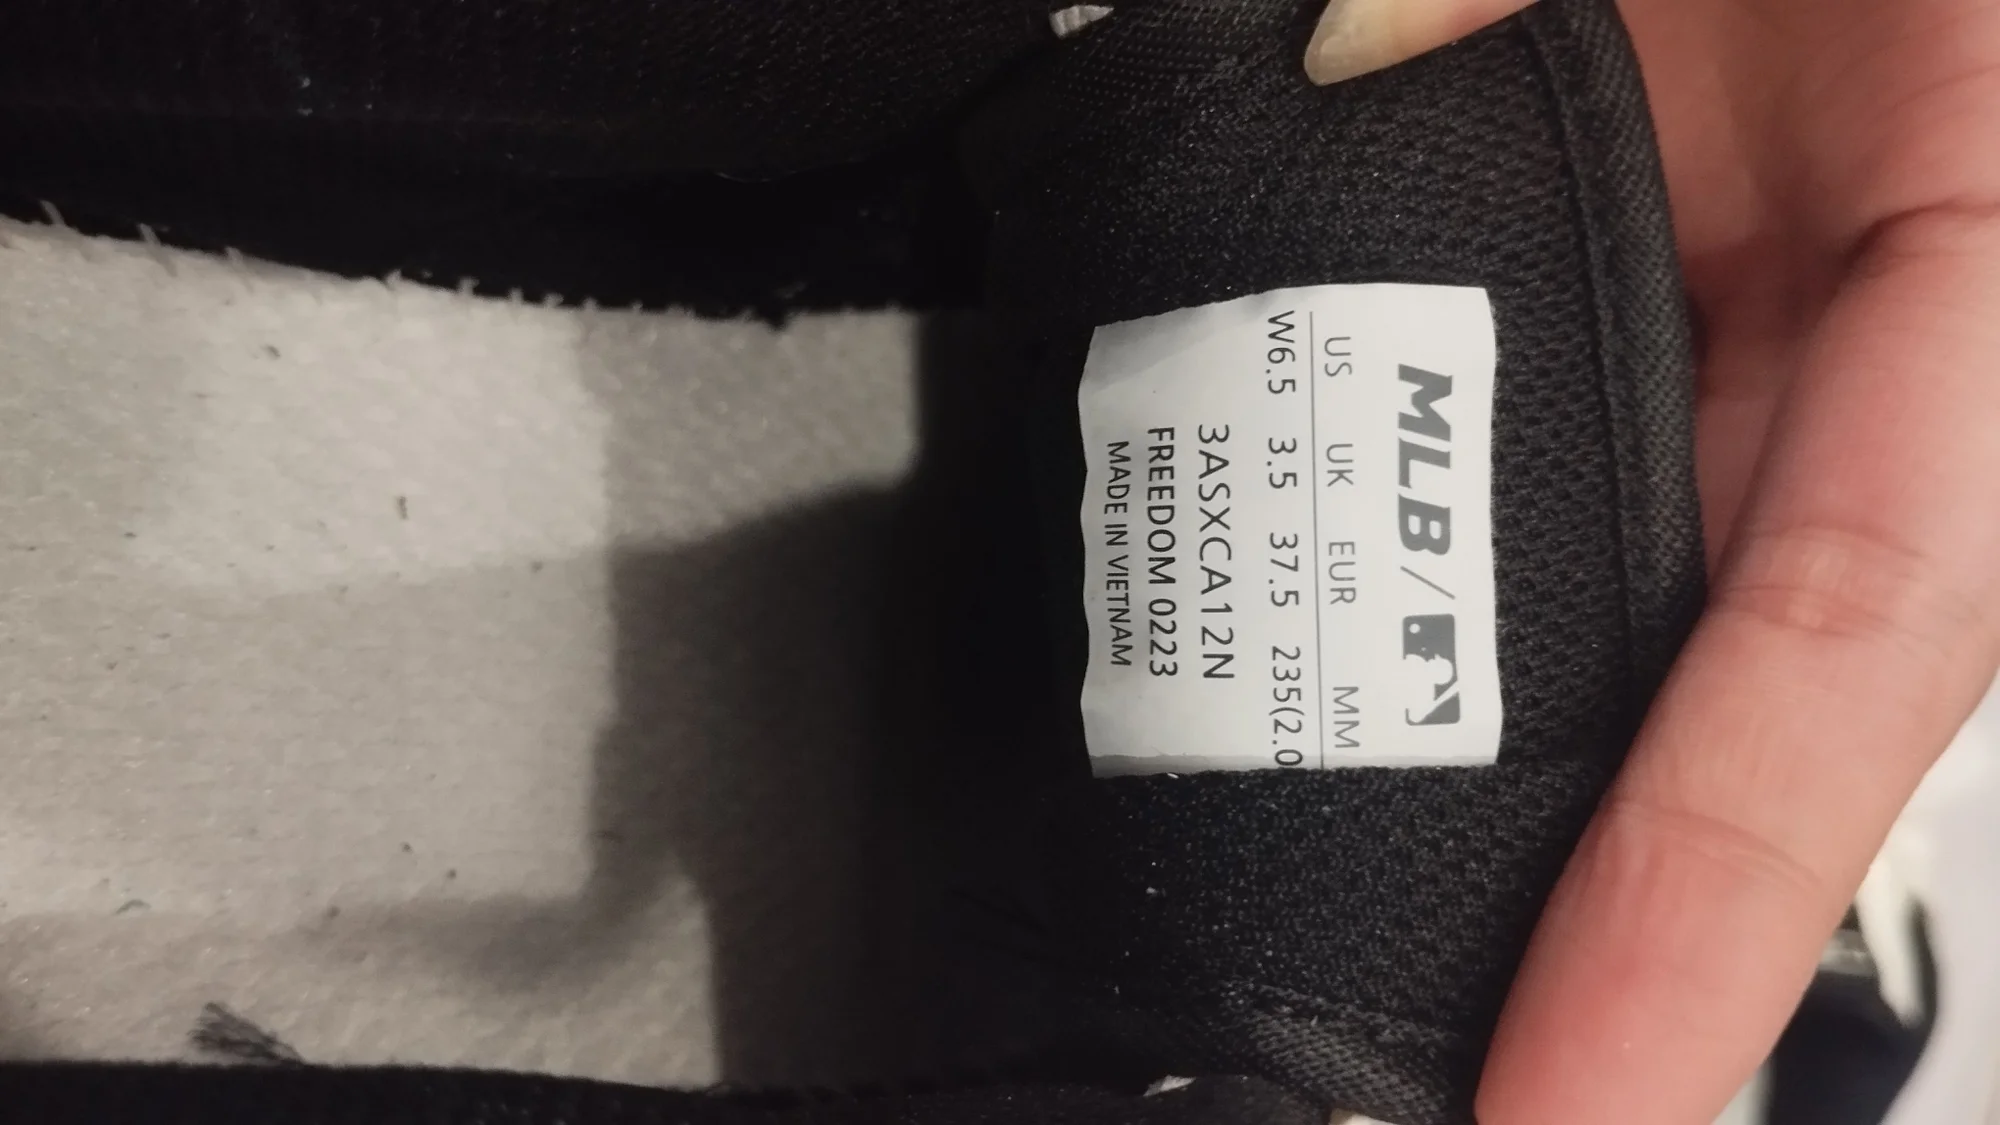 MLB /
US UK EUR MM
W6.5 3.5 37.5 235(2.0
3ASXCA12N
FREEDOM 0223
MADE IN VIETNAM